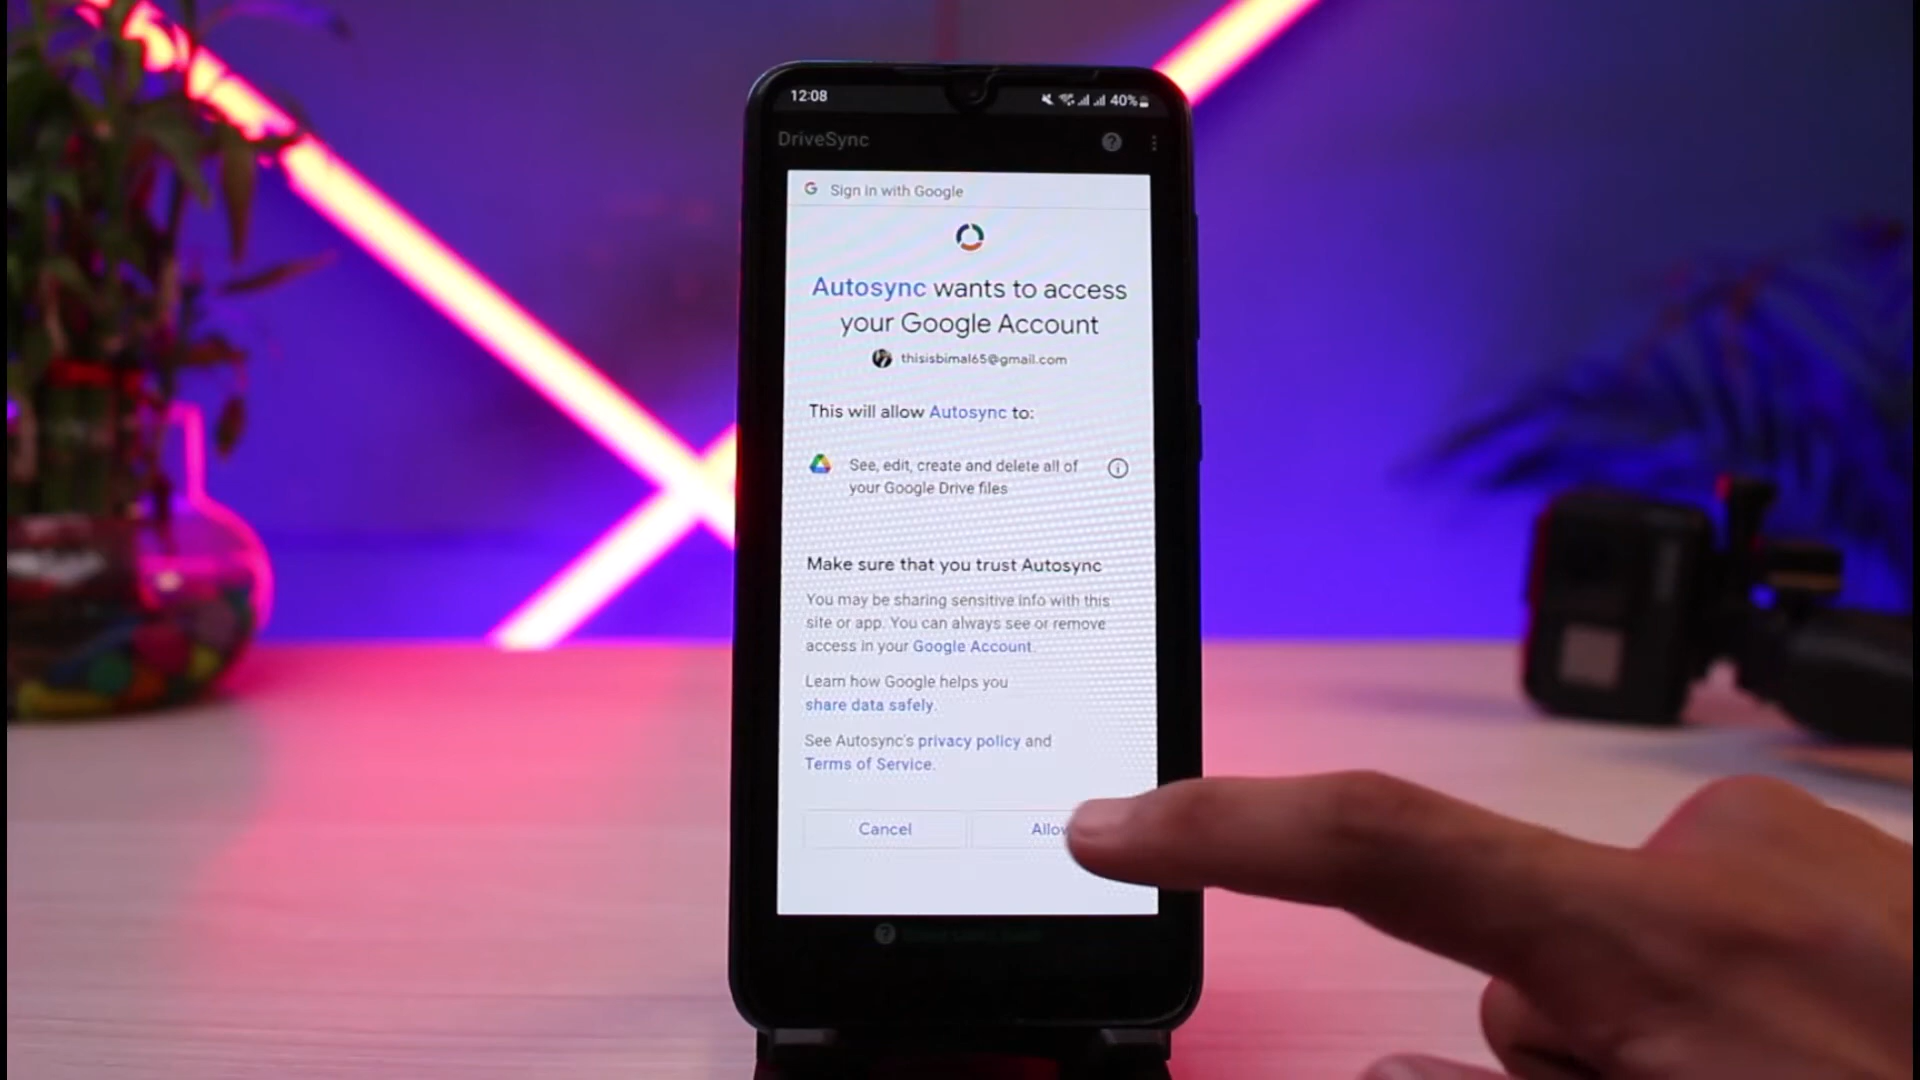 12:08
40%
DriveSync
Sign in with Google
Autosync wants to access
your Google Account
thisisbimal65@gmail.com
This will allow Autosync to:
See, edit, create and delete all of
your Google Drive files
Make sure that you trust Autosync
You may be sharing sensitive info with this
site or app. You can always see or remove
access in your Google Account.
Learn how Google helps you
share data safely.
See Autosync's privacy policy and
Terms of Service.
Cancel
Allow